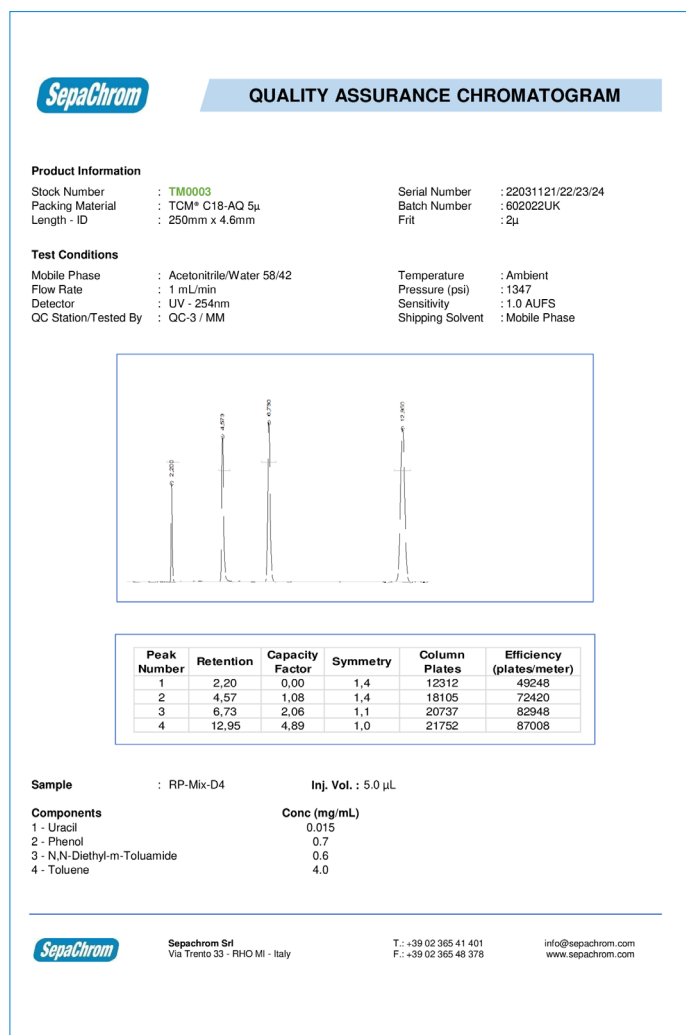 SepaChrom
QUALITY ASSURANCE CHROMATOGRAM
Product Information
Stock Number : TM0003 Serial Number : 22031121/22/23/24
Packing Material : TCM® C18-AQ 5µ Batch Number : 602022UK
Length - ID : 250mm x 4.6mm Frit : 2µ
Test Conditions
Mobile Phase : Acetonitrile/Water 58/42 Temperature : Ambient
Flow Rate : 1 mL/min Pressure (psi) : 1347
Detector : UV - 254nm Sensitivity : 1.0 AUFS
QC Station/Tested By : QC-3 / MM Shipping Solvent : Mobile Phase
2,200 4,573 6,730
Peak Number Retention Capacity Factor Symmetry Column Plates Efficiency (plates/meter)
1 2,20 0,00 1,4 12312 49248
2 4,57 1,08 1,4 18105 72420
3 6,73 2,06 1,1 20737 82948
4 12,95 4,89 1,0 21752 87008
Sample : RP-Mix-D4 Inj. Vol. : 5.0 µL
Components Conc (mg/mL)
1 - Uracil 0.015
2 - Phenol 0.7
3 - N,N-Diethyl-m-Toluamide 0.6
4 - Toluene 4.0
SepaChrom
Sepachrom Srl T.: +39 02 365 41 401 info@sepachrom.com
Via Trento 33 - RHO MI - Italy F.: +39 02 365 48 378 www.sepachrom.com